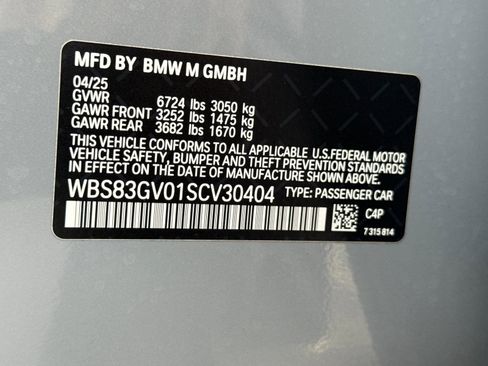 MFD BY BMW M GMBH
04/25
GVWR 6724 lbs 3050 kg
GAWR FRONT 3252 lbs 1475 kg
GAWR REAR 3682 lbs 1670 kg
THIS VEHICLE CONFORMS TO ALL APPLICABLE U.S.FEDERAL MOTOR
VEHICLE SAFETY, BUMPER, AND THEFT PREVENTION STANDARDS
IN EFFECT ON THE DATE OF MANUFACTURE SHOWN ABOVE.
WBS83GV01SCV30404 TYPE: PASSENGER CAR
C4P
7 315 814